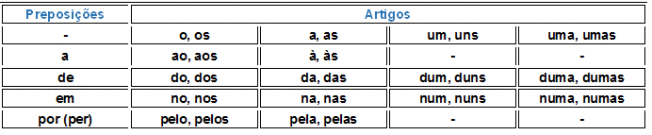 Preposições Artigos
- o, os a, as um, uns uma, umas
a ao, aos à, às - -
de do, dos da, das dum, duns duma, dumas
em no, nos na, nas num, nuns numa, numas
por (per) pelo, pelos pela, pelas - -